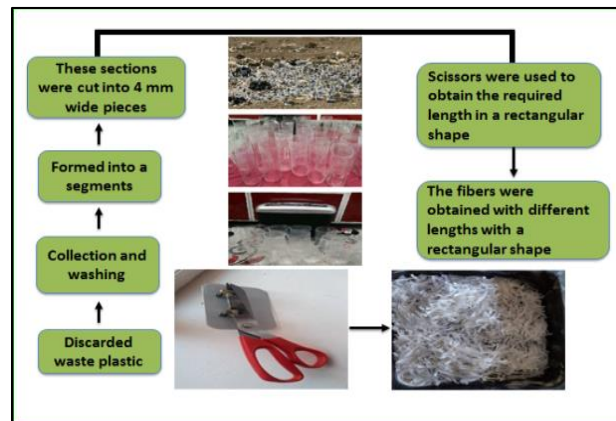 These sections
were cut into 4 mm
wide pieces
Formed into a
segments
Collection and
washing
Discarded
waste plastic
Scissors were used to
obtain the required
length in a rectangular
shape
The fibers were
obtained with different
lengths with a
rectangular shape